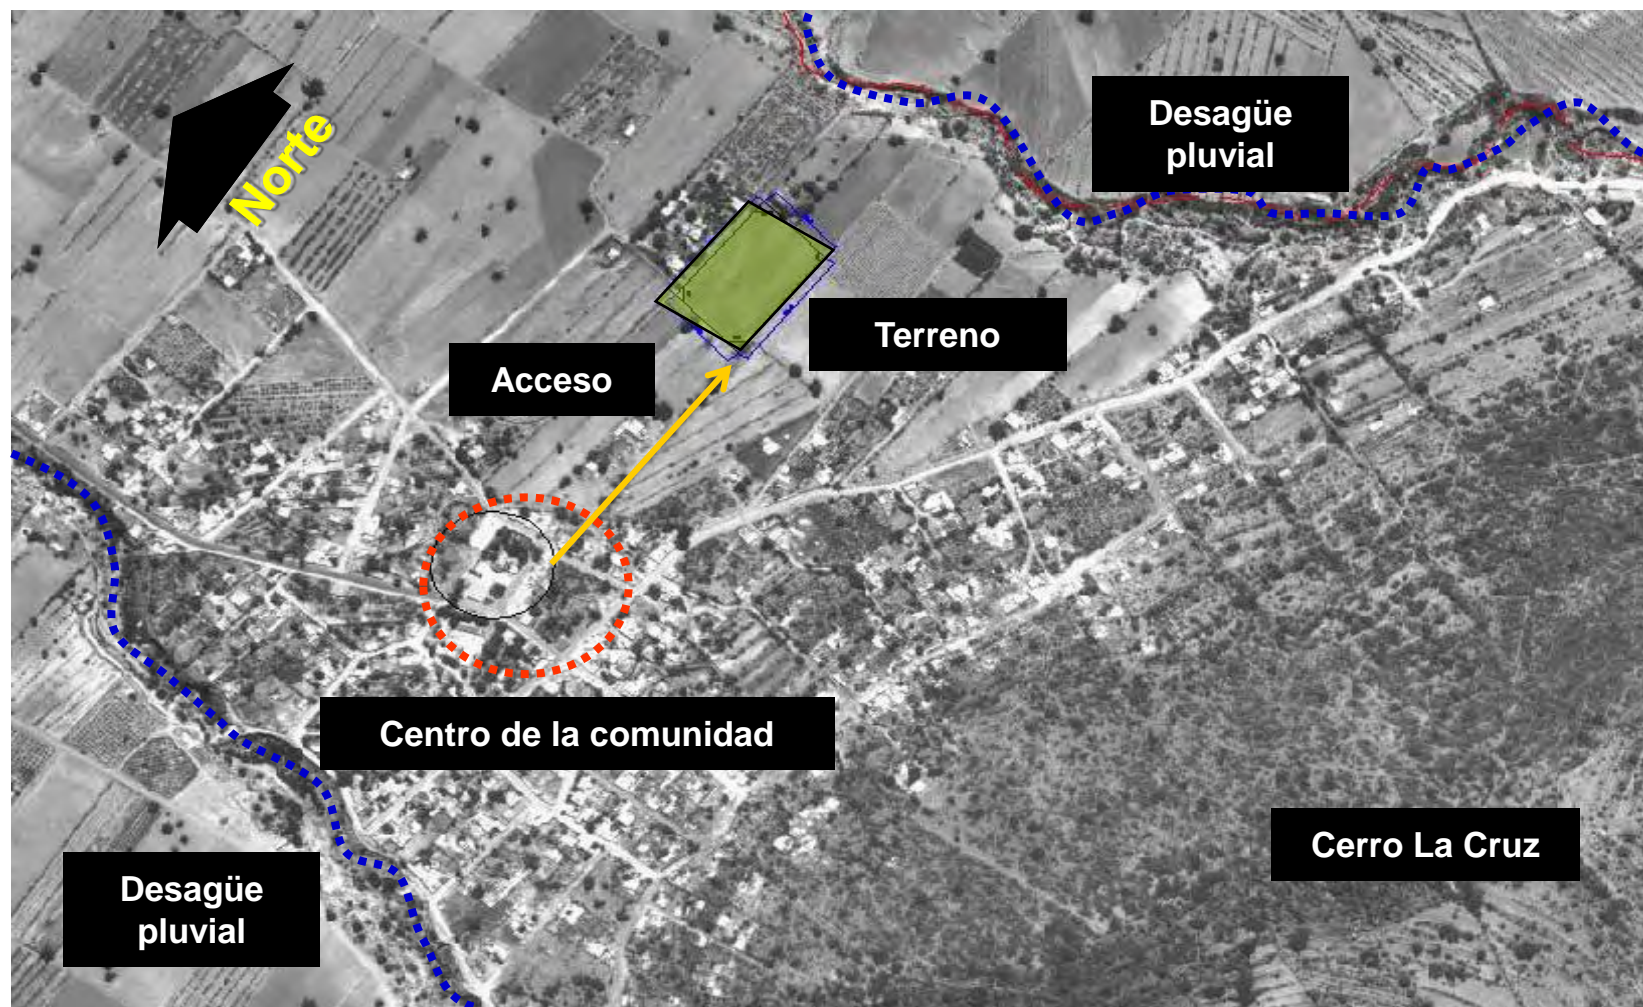 Norte
Desagüe
pluvial
Terreno
Acceso
Centro de la comunidad
Cerro La Cruz
Desagüe
pluvial